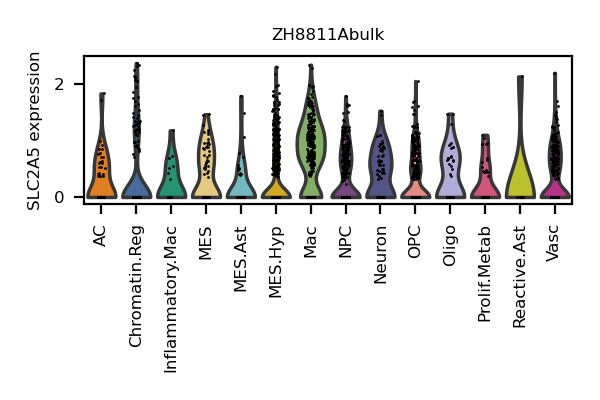 ZH8811Abulk
SLC2A5 expression
2
0
AC
Chromatin.Reg
Inflammatory.Mac
MES
MES.Ast
MES.Hyp
Mac
NPC
Neuron
OPC
Oligo
Prolif.Metab
Reactive.Ast
Vasc